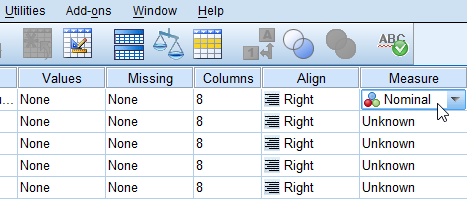 Utilities Add-ons Window Help
A 1 A
ABC
Values Missing Columns Align Measure
u... None None 8 Right Nominal
None None 8 Right Unknown
None None 8 Right Unknown
None None 8 Right Unknown
None None 8 Right Unknown